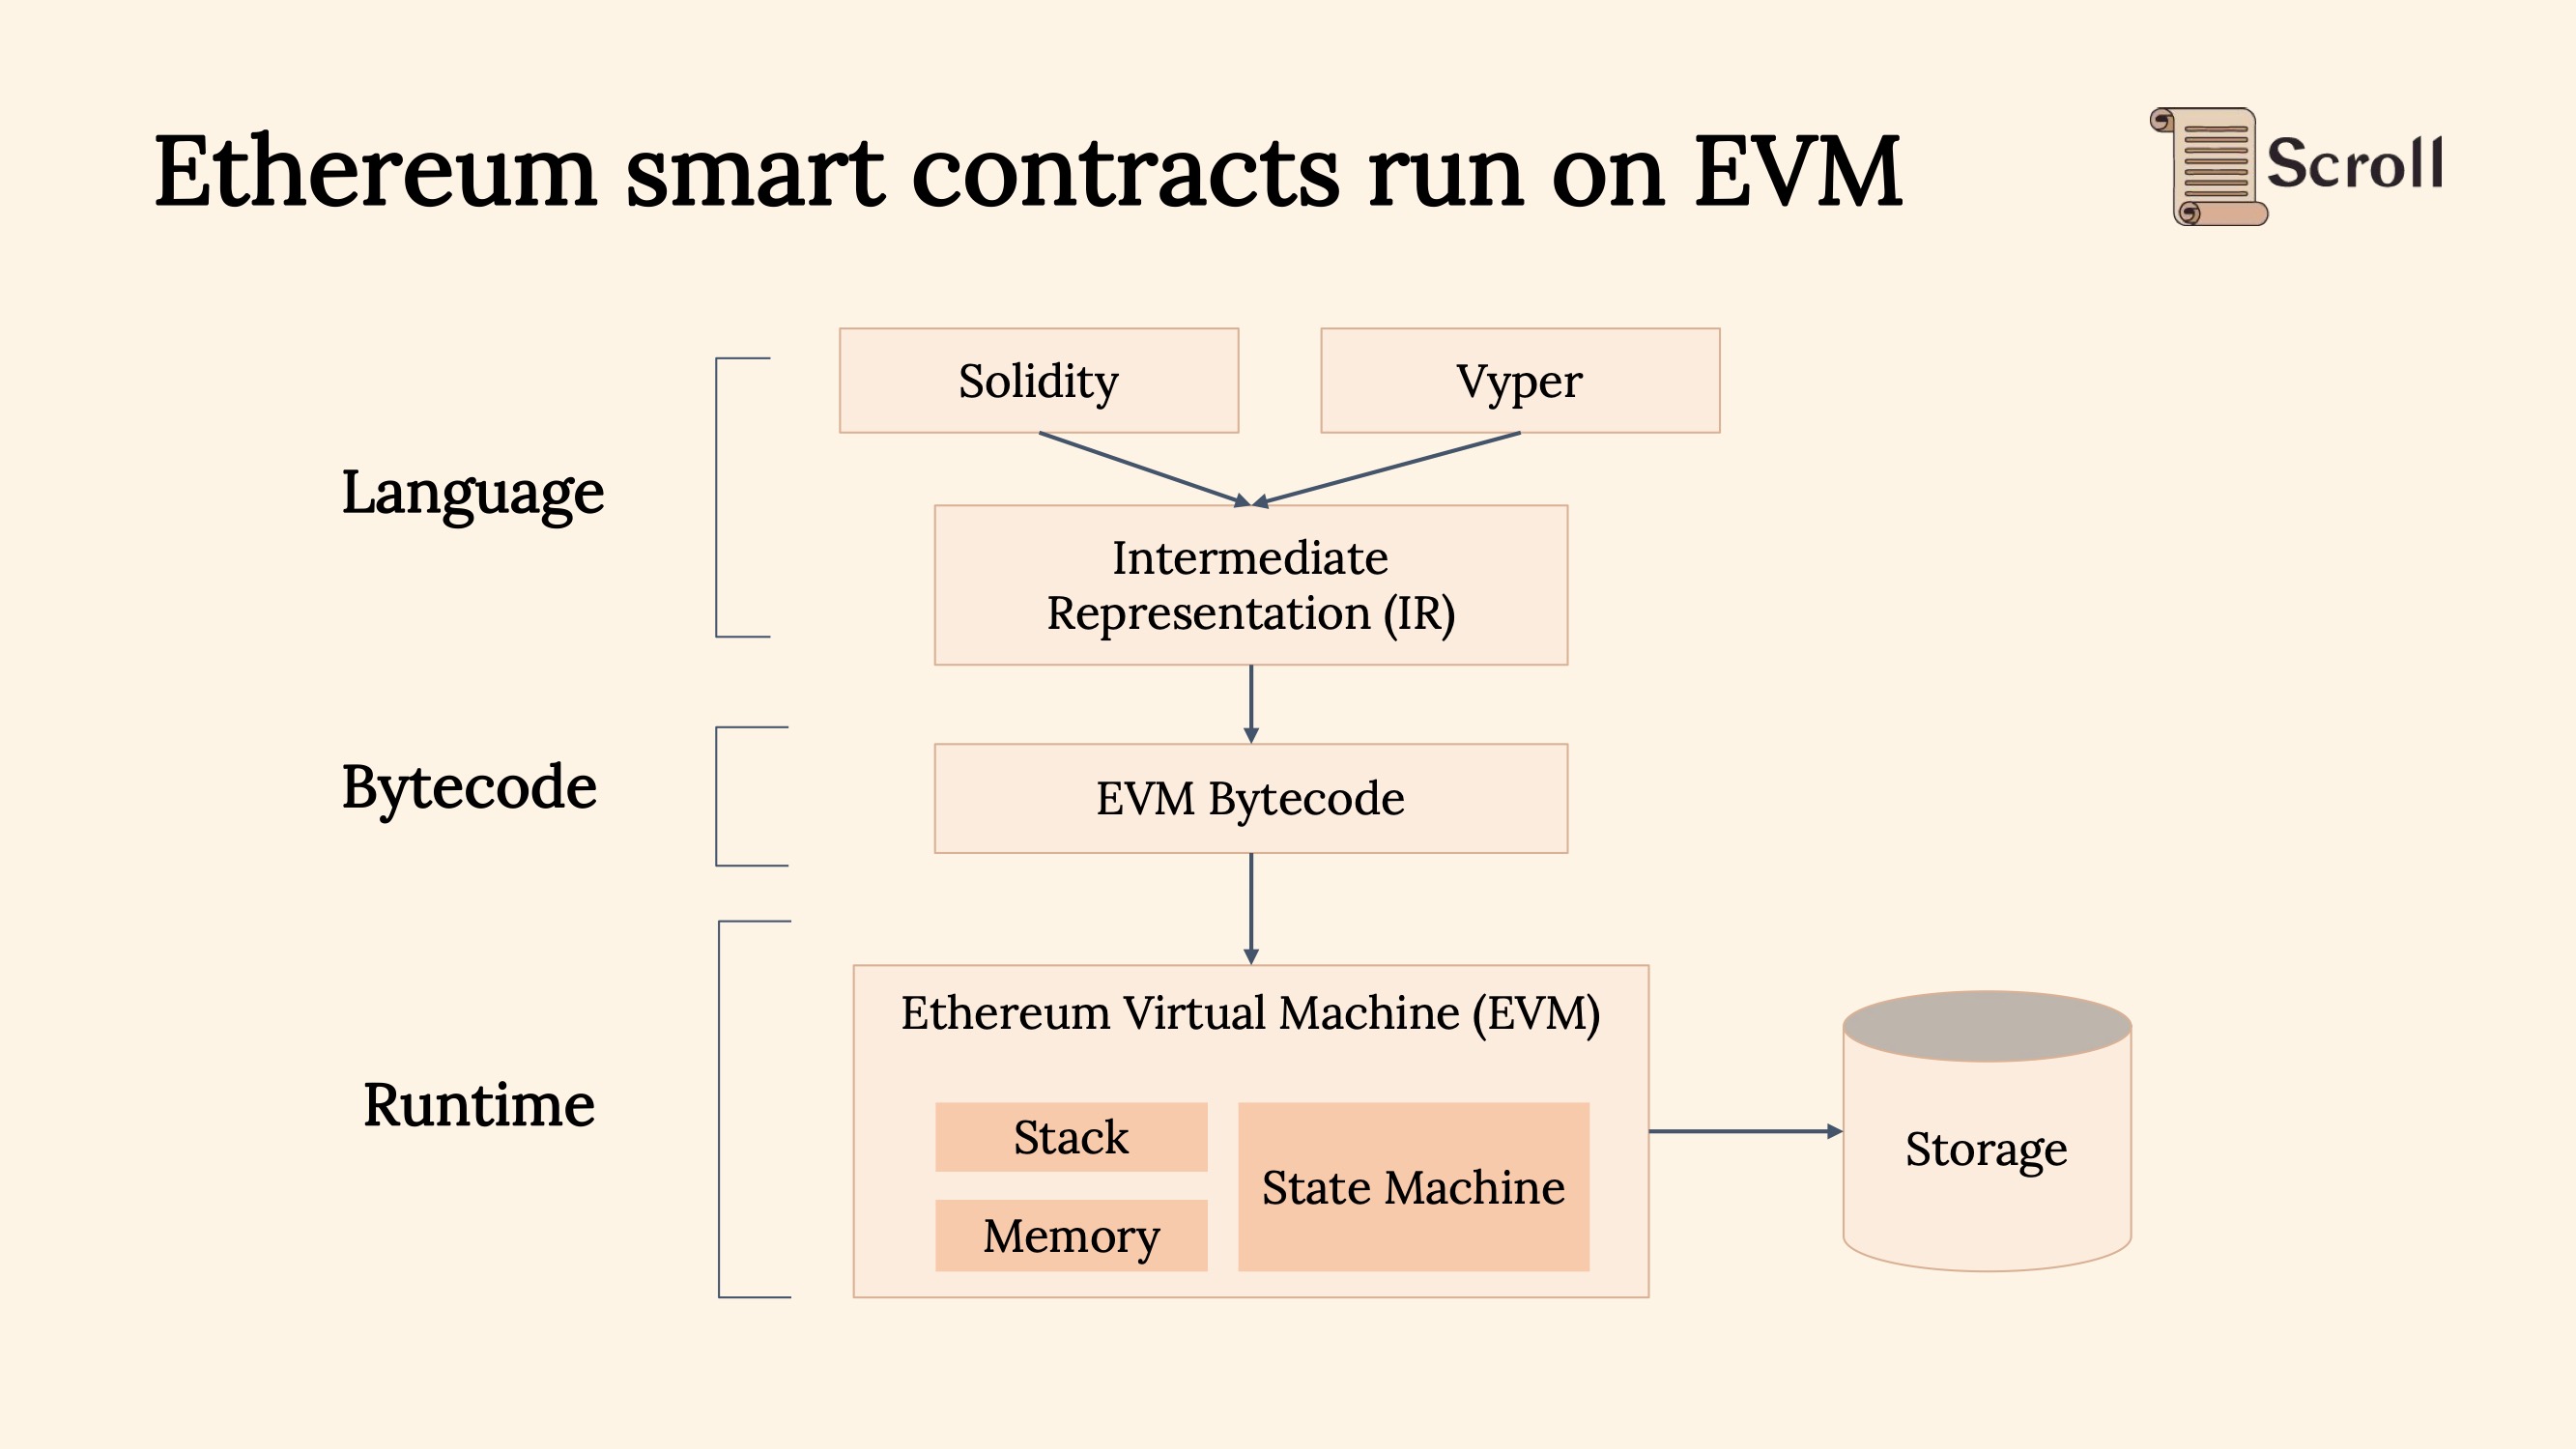 Ethereum smart contracts run on EVM
Scroll
Language
Solidity
Vyper
Intermediate
Representation (IR)
Bytecode
EVM Bytecode
Runtime
Ethereum Virtual Machine (EVM)
Stack
Memory
State Machine
Storage